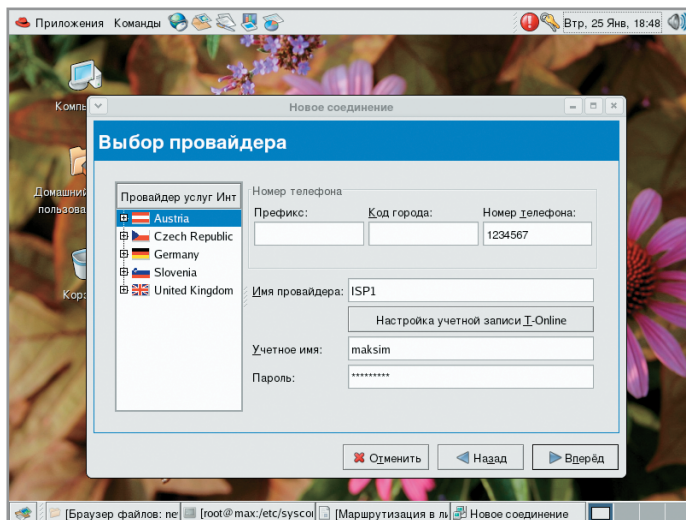 Приложения Команды Втр, 25 Янв, 18:48
Компь
Домашний
пользова
Кор
Новое соединение
Выбор провайдера
Провайдер услуг Инт
Austria
Czech Republic
Germany
Slovenia
United Kingdom
Номер телефона
Префикс: Код города: Номер телефона:
1234567
Имя провайдера: ISP1
Настройка учетной записи T-Online
Учетное имя: maksim
Пароль: *********
Отменить Назад Вперёд
[Браузер файлов: ne [root@max:/etc/syscon [Маршрутизация в ли Новое соединение